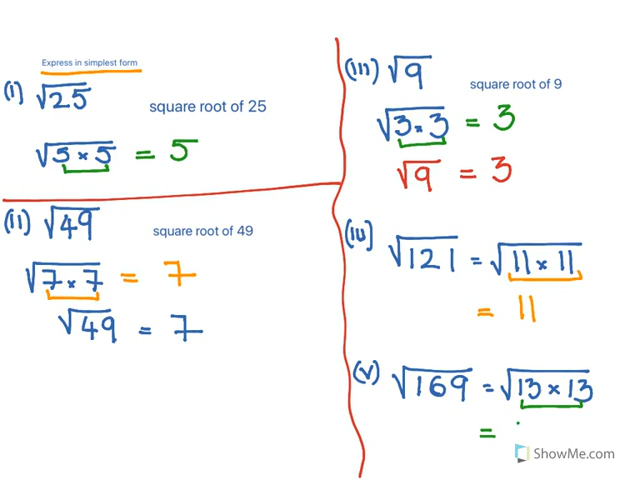 Express in simplest form
(i) √25
square root of 25
√5 × 5 = 5
(ii) √49
square root of 49
√7 × 7 = 7
√49 = 7
(iii) √9
square root of 9
√3 × 3 = 3
√9 = 3
(iv) √121 = √11 × 11
= 11
(v) √169 = √13 × 13
=
ShowMe.com